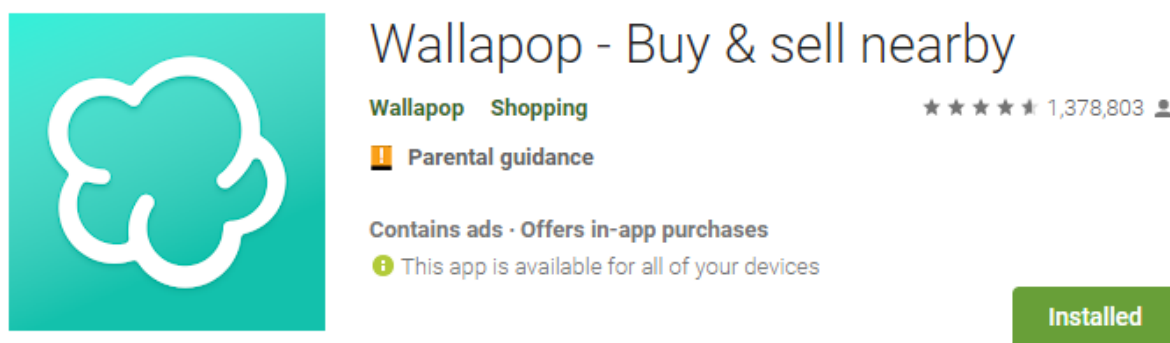 Wallapop - Buy & sell nearby
Wallapop Shopping 1,378,803
Parental guidance
Contains ads · Offers in-app purchases
This app is available for all of your devices
Installed